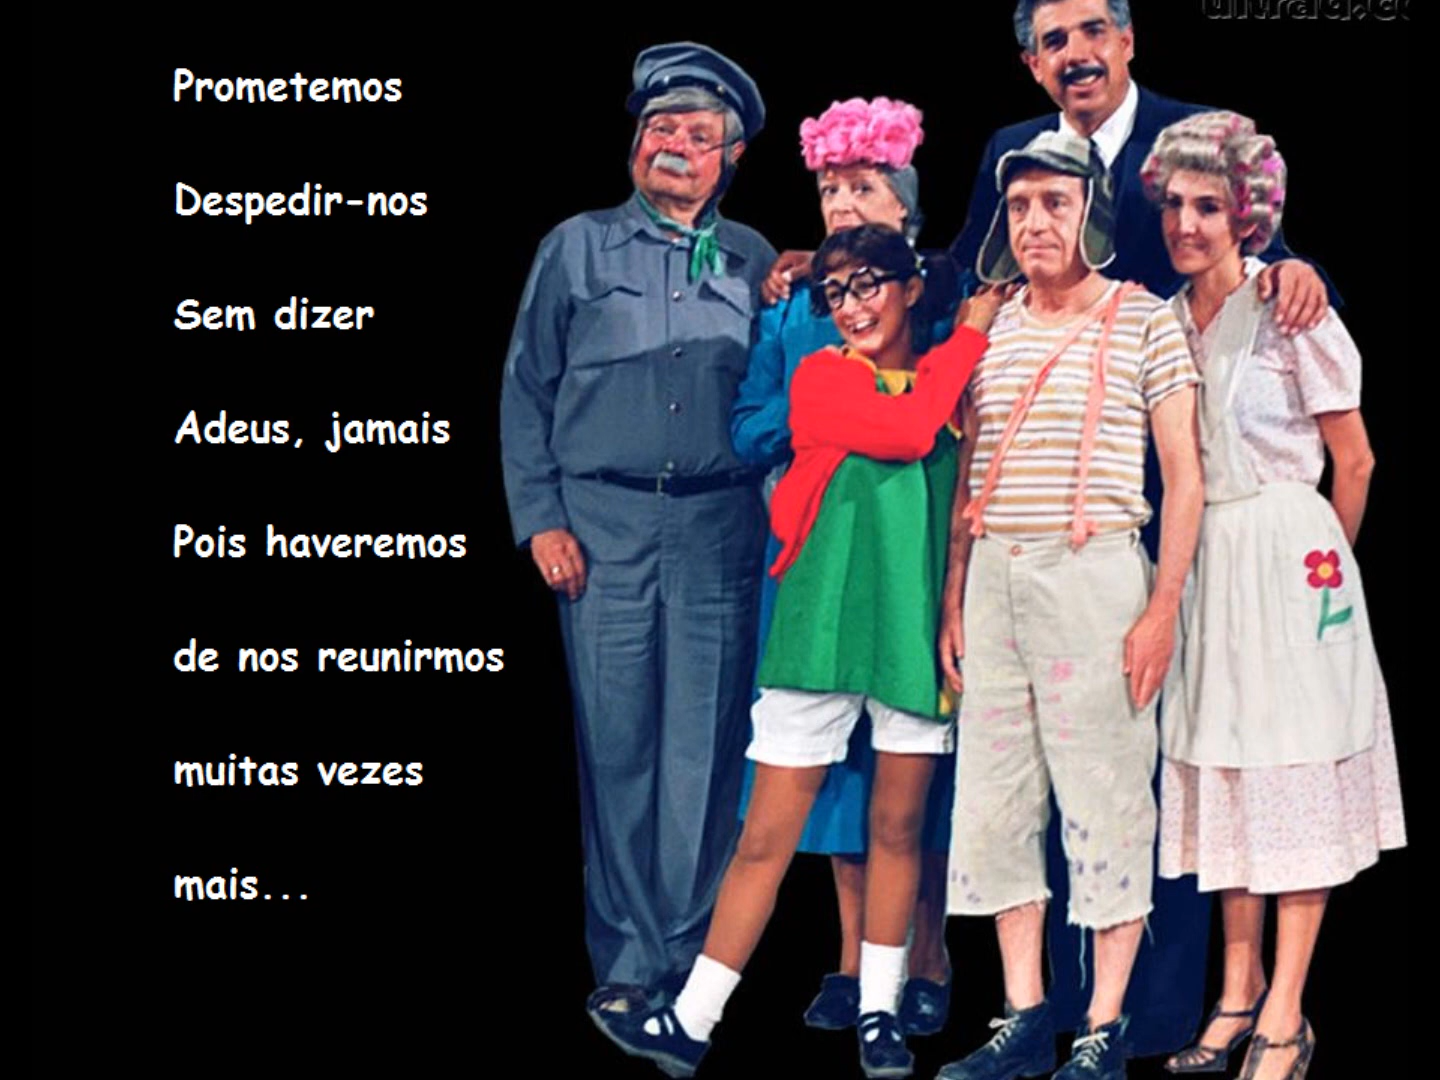 Prometemos
Despedir-nos
Sem dizer
Adeus, jamais
Pois haveremos
de nos reunirmos
muitas vezes
mais...